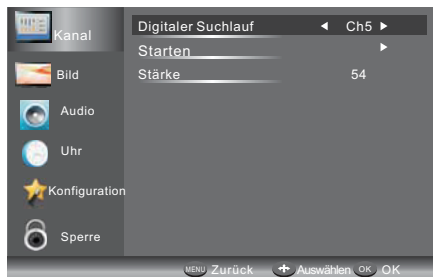 Kanal
Bild
Audio
Uhr
Konfiguration
Sperre
Digitaler Suchlauf Ch5
Starten
Stärke 54
MENU Zurück Auswählen OK OK